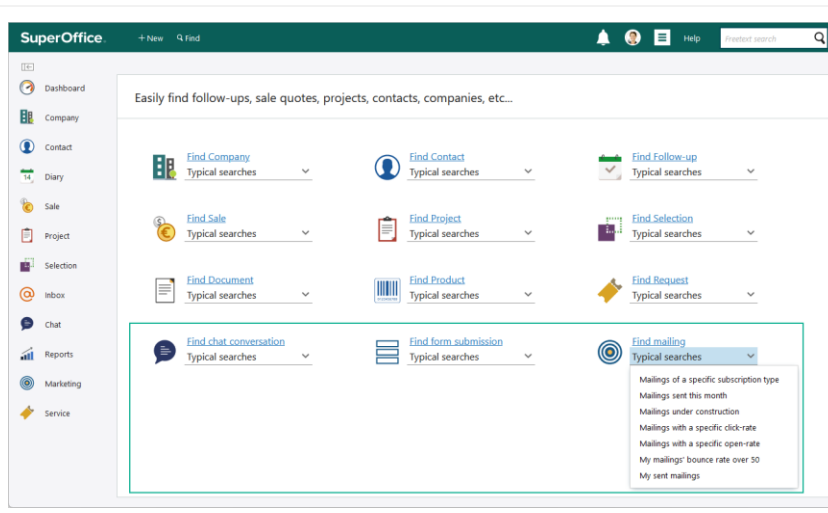 SuperOffice.
+ New
Find
Help
Freetext search
Dashboard
Company
Contact
14
Diary
Sale
Project
Selection
Inbox
Chat
Reports
Marketing
Service
Easily find follow-ups, sale quotes, projects, contacts, companies, etc...
Find Company
Typical searches
Find Contact
Typical searches
Find Follow-up
Typical searches
Find Sale
Typical searches
Find Project
Typical searches
Find Selection
Typical searches
Find Document
Typical searches
Find Product
Typical searches
Find Request
Typical searches
Find chat conversation
Typical searches
Find form submission
Typical searches
Find mailing
Typical searches
Mailings of a specific subscription type
Mailings sent this month
Mailings under construction
Mailings with a specific click-rate
Mailings with a specific open-rate
My mailings' bounce rate over 50
My sent mailings